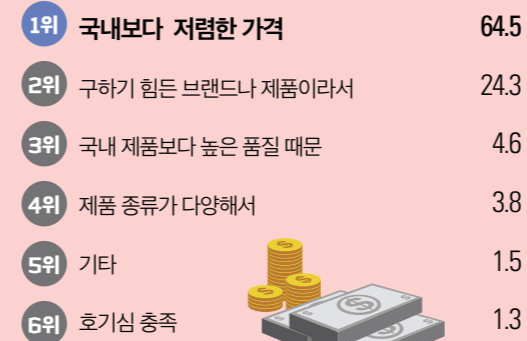 1위 국내보다 저렴한 가격 64.5
2위 구하기 힘든 브랜드나 제품이라서 24.3
3위 국내 제품보다 높은 품질 때문 4.6
4위 제품 종류가 다양해서 3.8
5위 기타 1.5
6위 호기심 충족 1.3